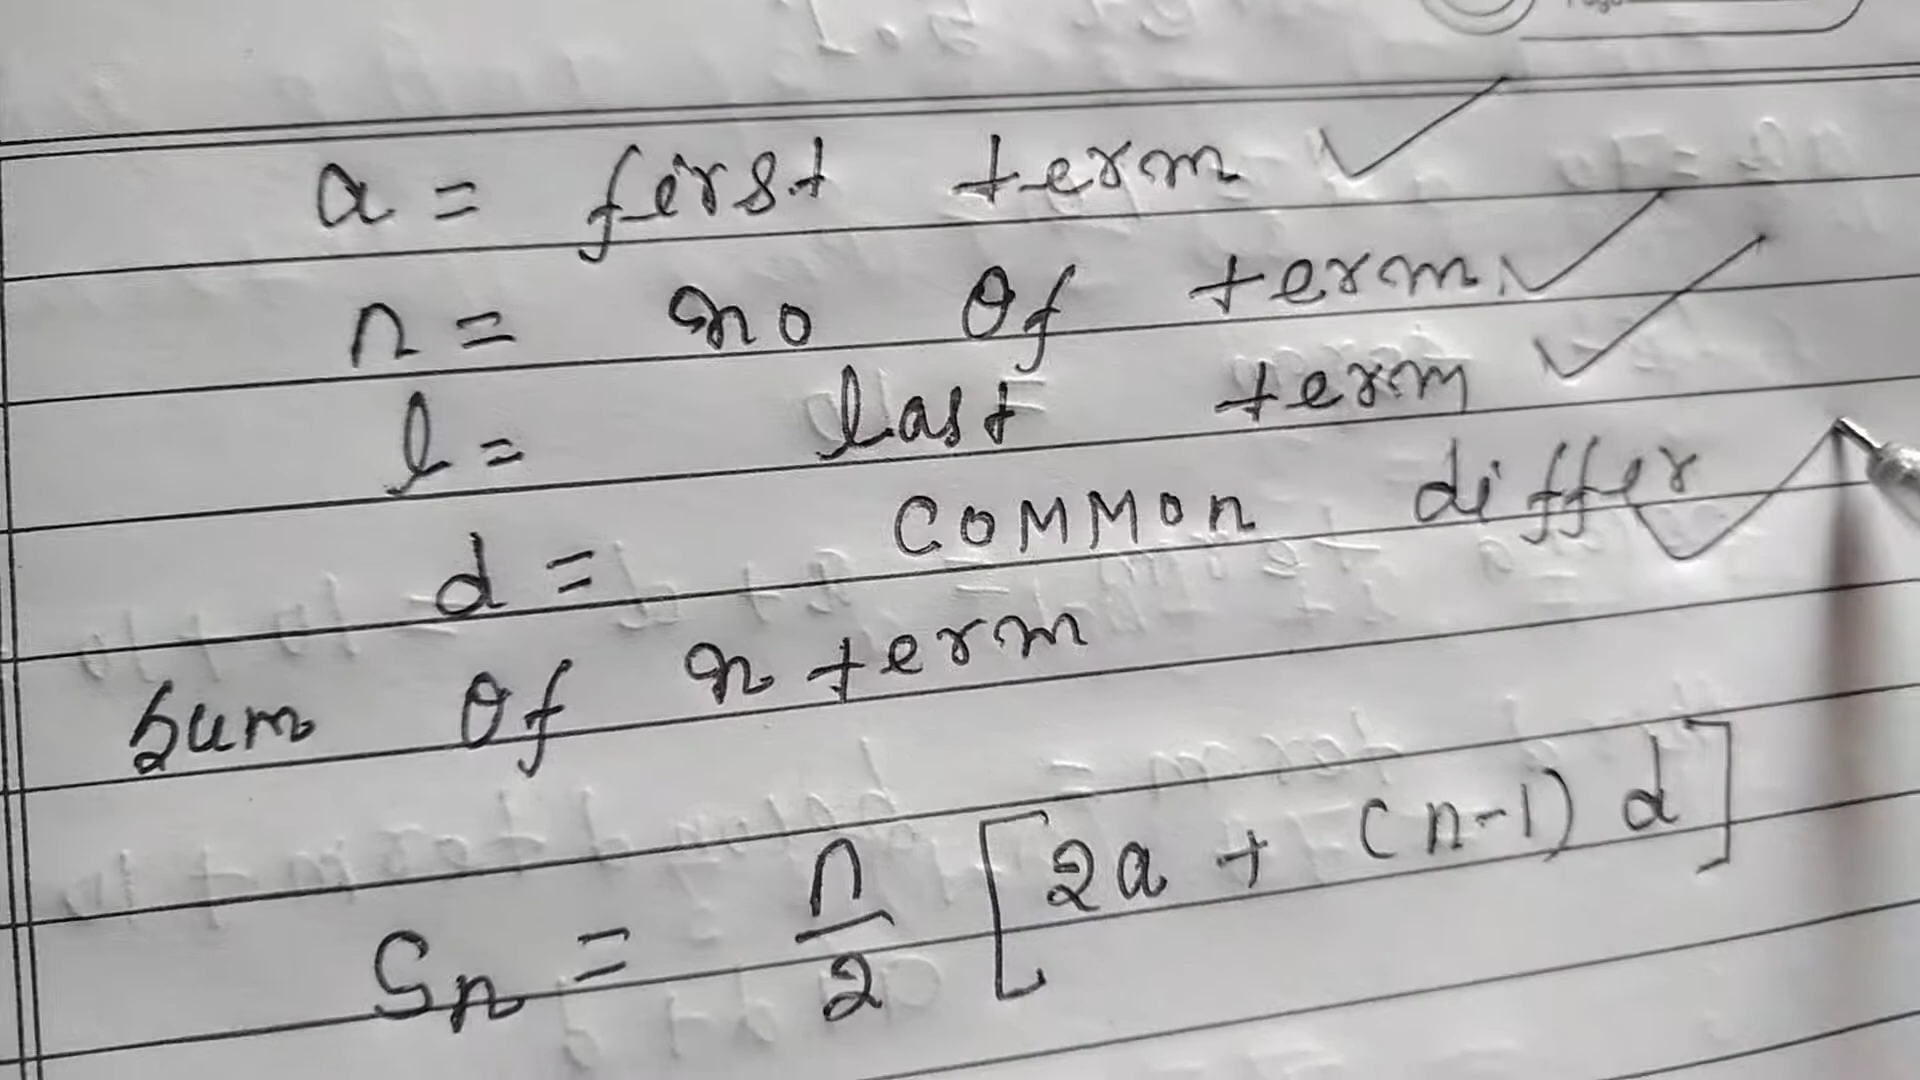 a = first term ✓
n = no of term ✓
l = last term ✓
d = common differ ✓
Sum of n term
Sn = n/2 [2a + (n-1) d]